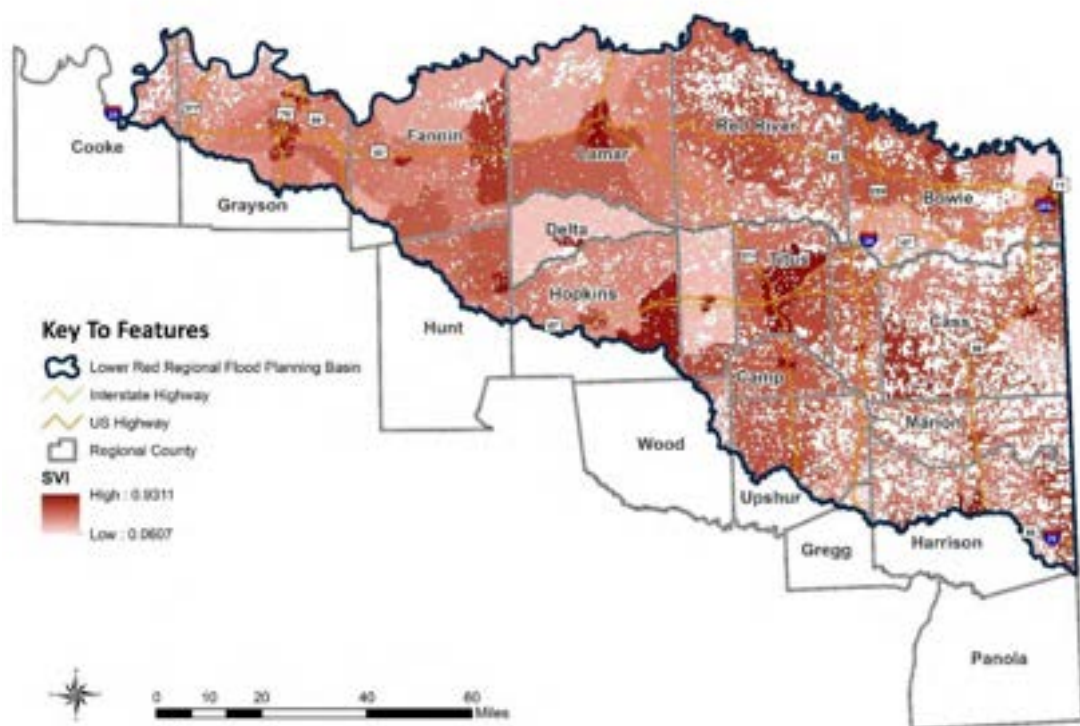 Cooke
Grayson
Fannin
Lamar
Red River
Bowie
Delta
Hopkins
Hunt
Titus
Cass
Camp
Marion
Wood
Upshur
Gregg
Harrison
Panola
Key To Features
Lower Red Regional Flood Planning Basin
Interstate Highway
US Highway
Regional County
SVI
High : 0.9311
Low : 0.0607
0 10 20 40 60
Miles